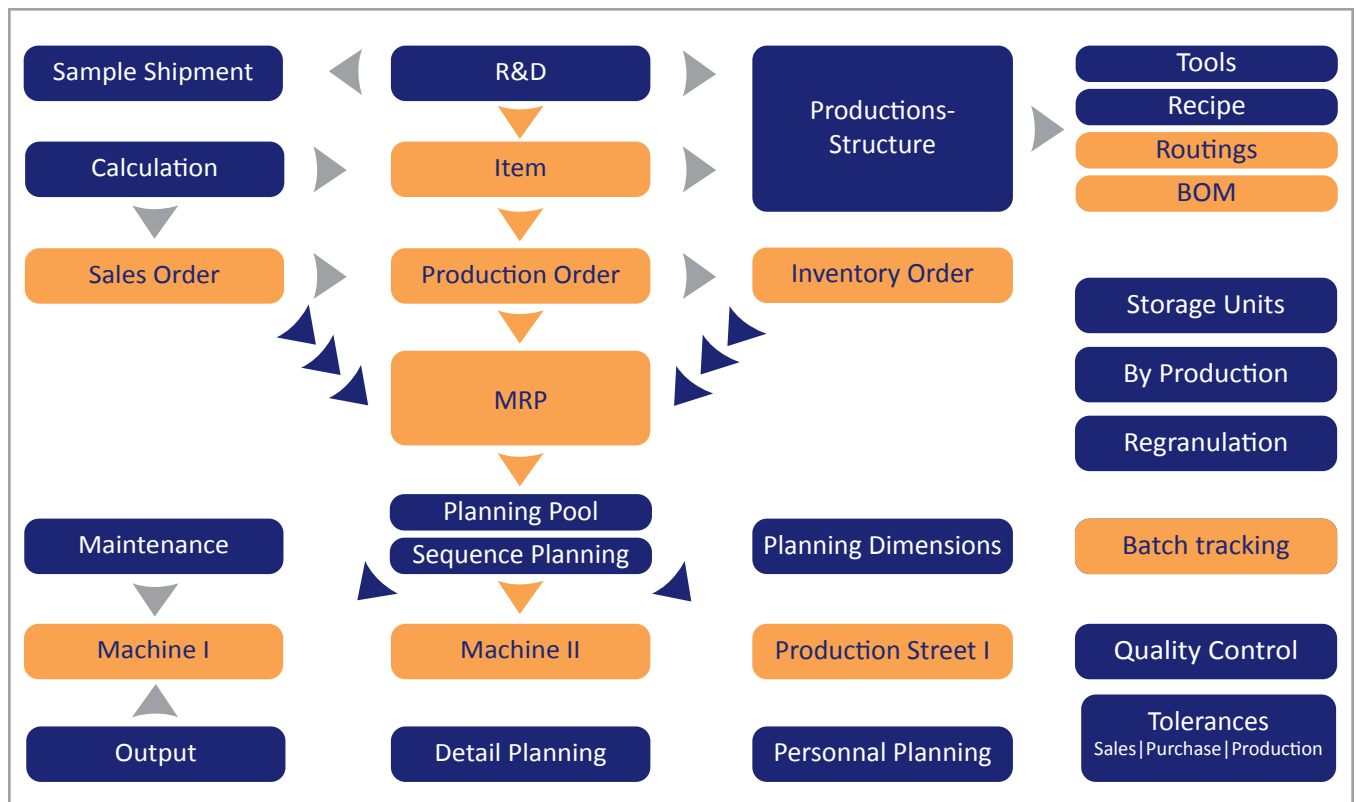 Sample Shipment
R&D
Productions-
Structure
Tools
Recipe
Routings
BOM
Calculation
Item
Sales Order
Production Order
Inventory Order
Storage Units
By Production
Regranulation
MRP
Planning Pool
Sequence Planning
Maintenance
Planning Dimensions
Batch tracking
Machine I
Machine II
Production Street I
Quality Control
Output
Detail Planning
Personnal Planning
Tolerances
Sales|Purchase|Production